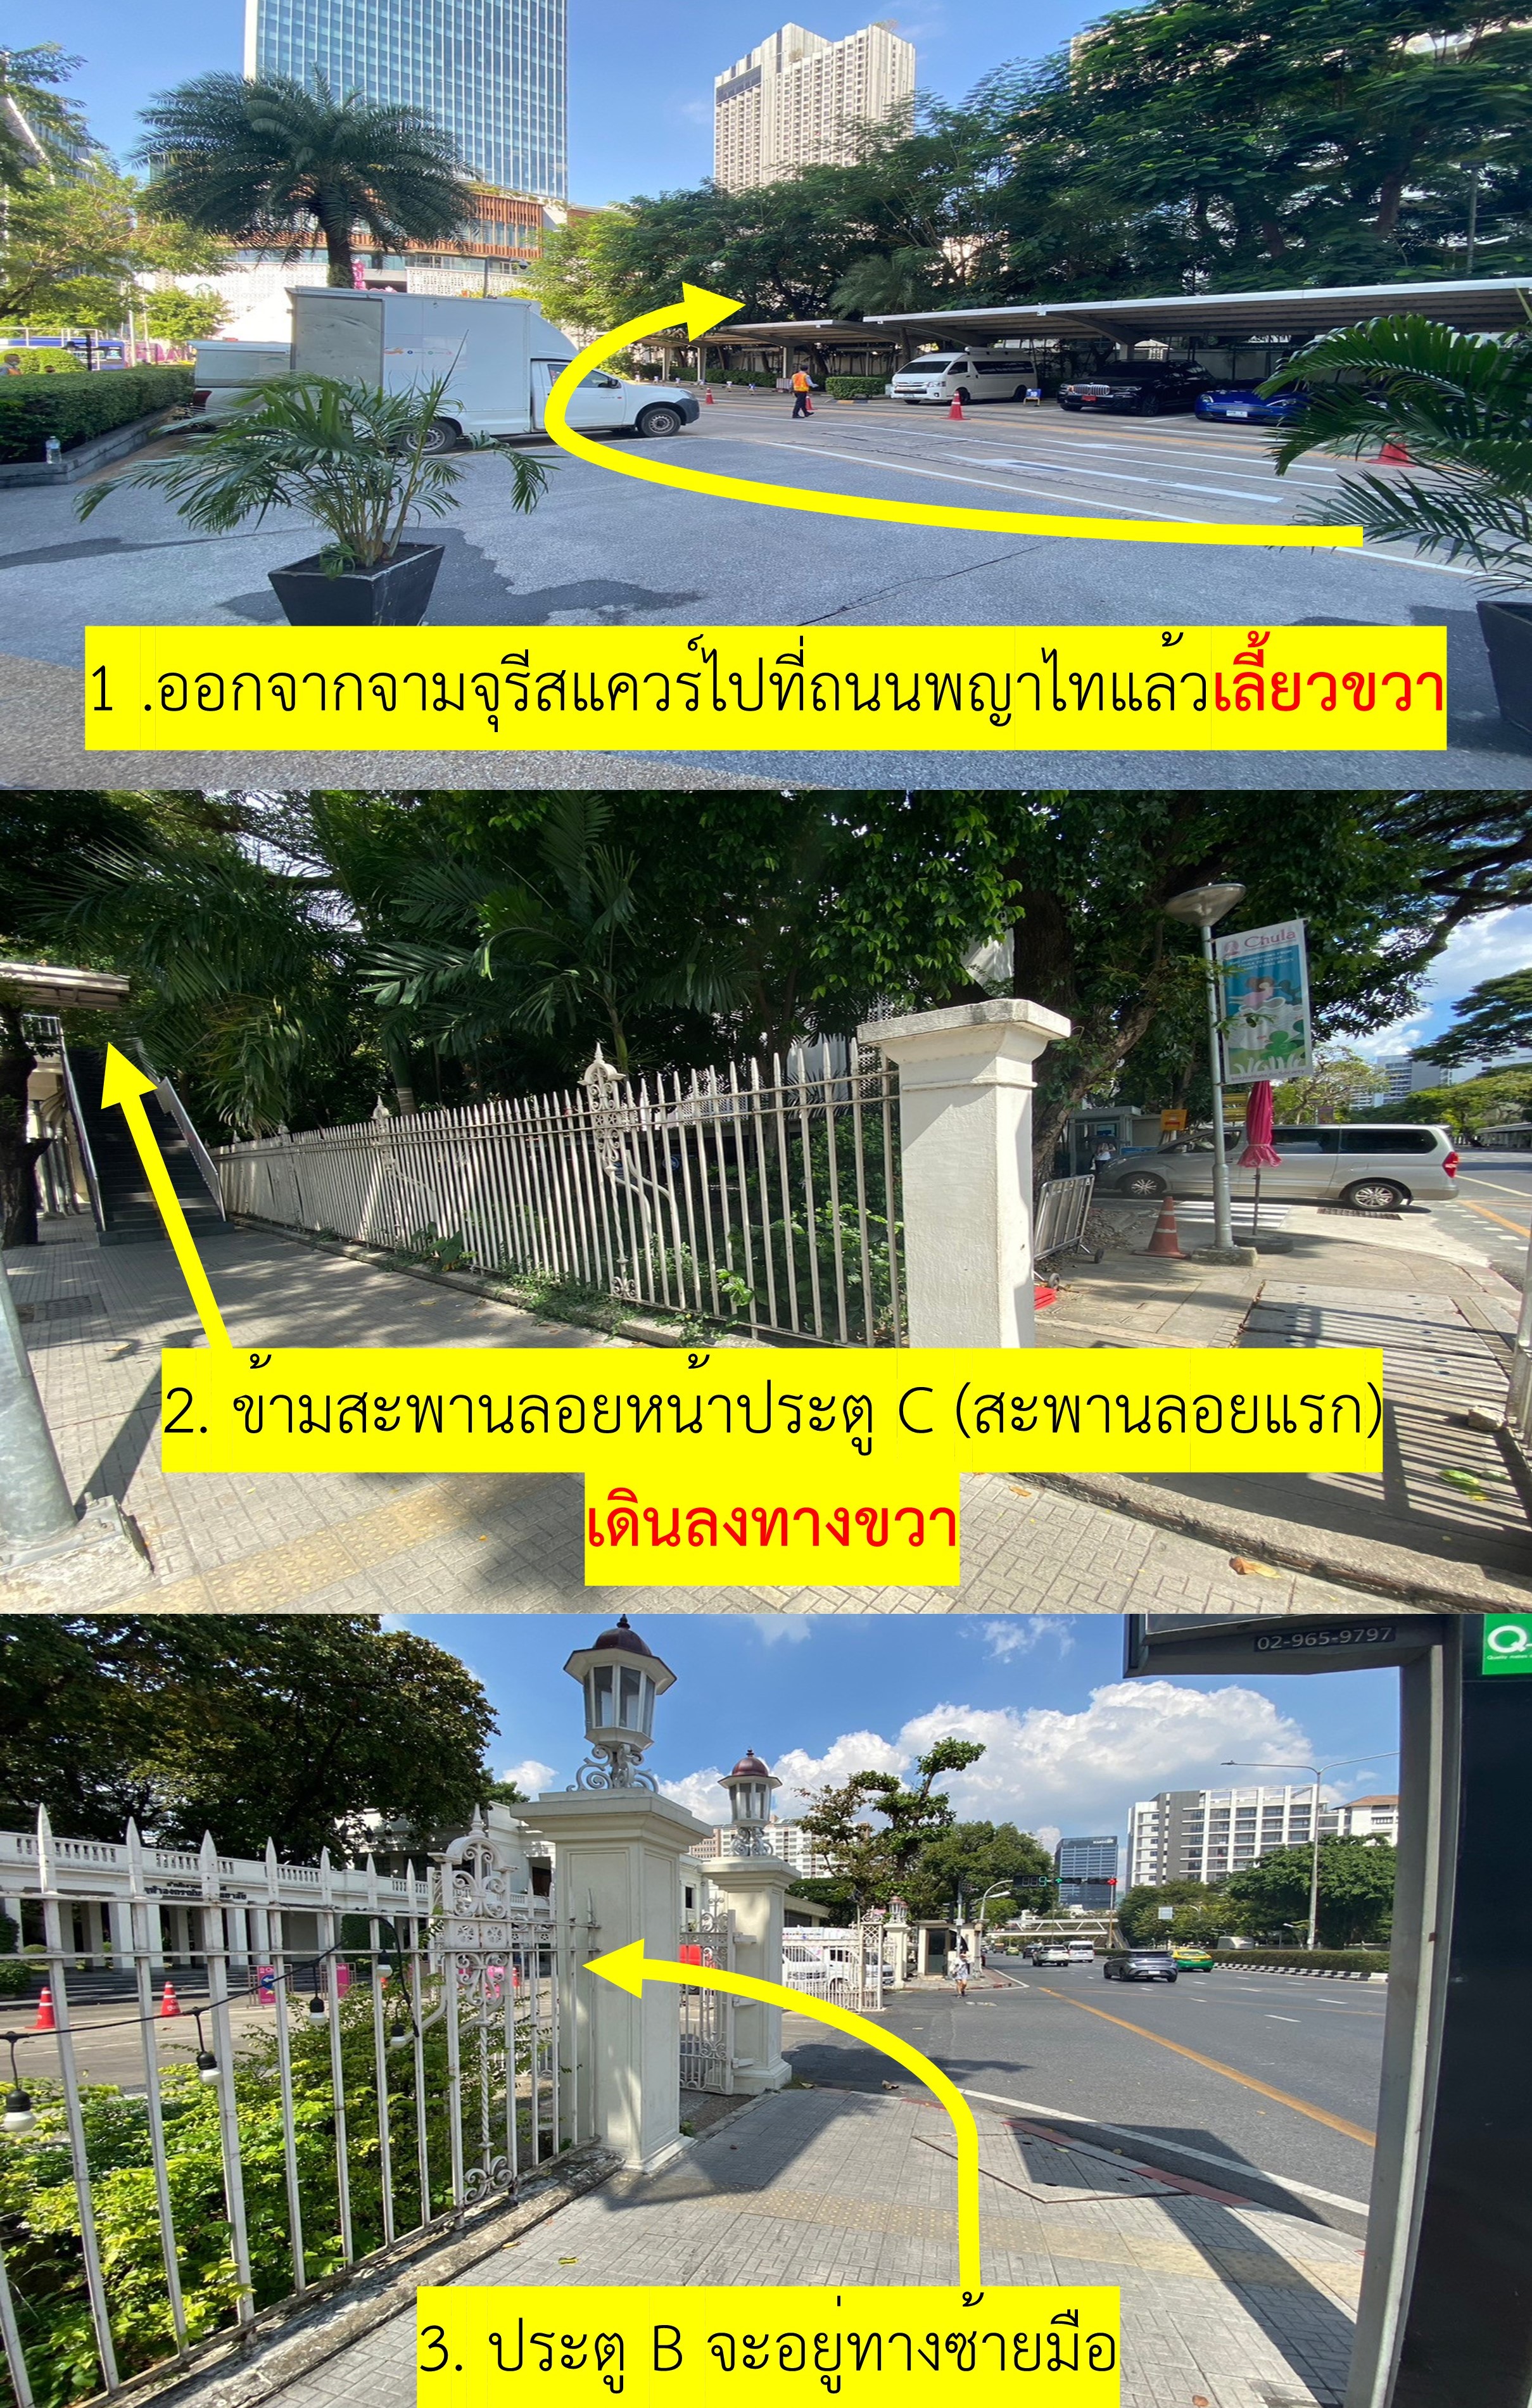 1 .ออกจากจามจุรีสแควร์ไปที่ถนนพญาไทแล้วเลี้ยวขวา
Chula
2. ข้ามสะพานลอยหน้าประตู C (สะพานลอยแรก)
เดินลงทางขวา
02-965-9797
Q
3. ประตู B จะอยู่ทางซ้ายมือ